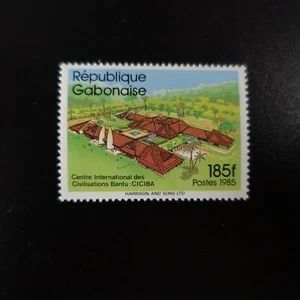 République
Gabonaise
185f
Centre International des
Civilisations Bantu:CICIBA
Postes 1985
HARRISON AND SONS LTD